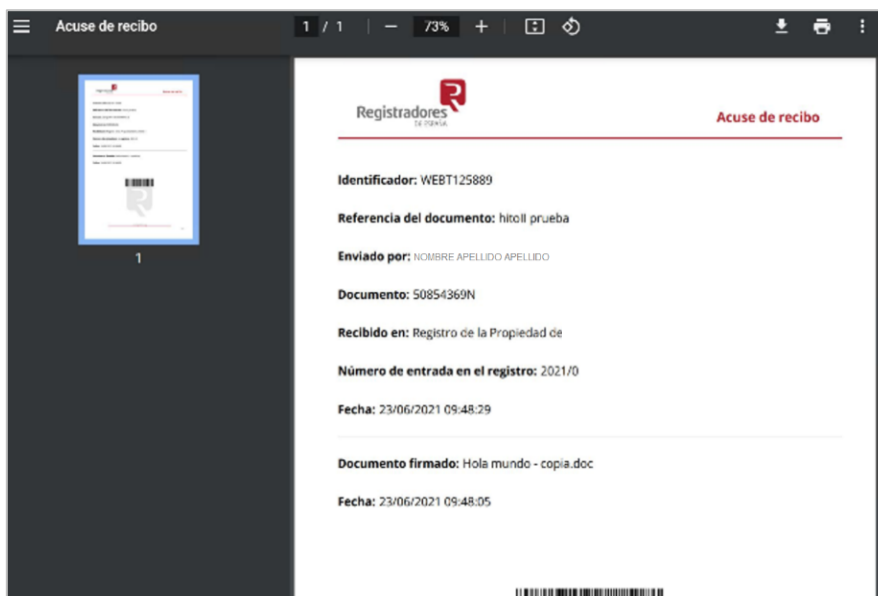 Acuse de recibo
1 / 1
73%
1
Registradores
DE ESPAÑA
Acuse de recibo
Identificador: WEBT125889
Referencia del documento: hitoII prueba
Enviado por: NOMBRE APELLIDO APELLIDO
Documento: 50854369N
Recibido en: Registro de la Propiedad de
Número de entrada en el registro: 2021/0
Fecha: 23/06/2021 09:48:29
Documento firmado: Hola mundo - copia.doc
Fecha: 23/06/2021 09:48:05